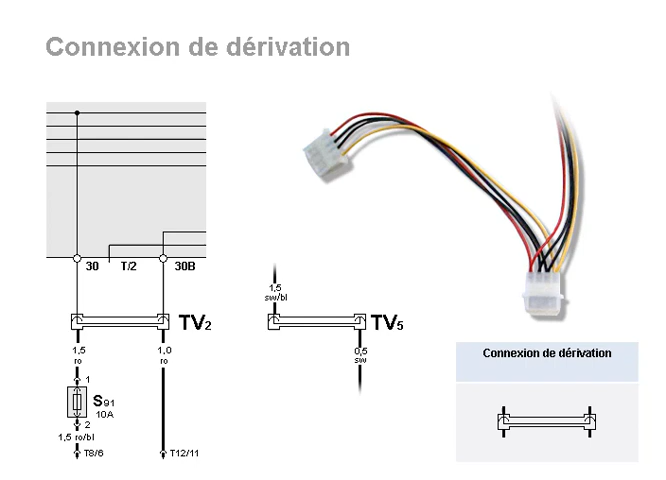 Connexion de dérivation
30 T/2 30B
1,5
sw/bl
TV2
TV5
1,5
ro
1,0
ro
0,5
sw
1
S91
10A
2
1,5 ro/bl
T8/6
T12/11
Connexion de dérivation